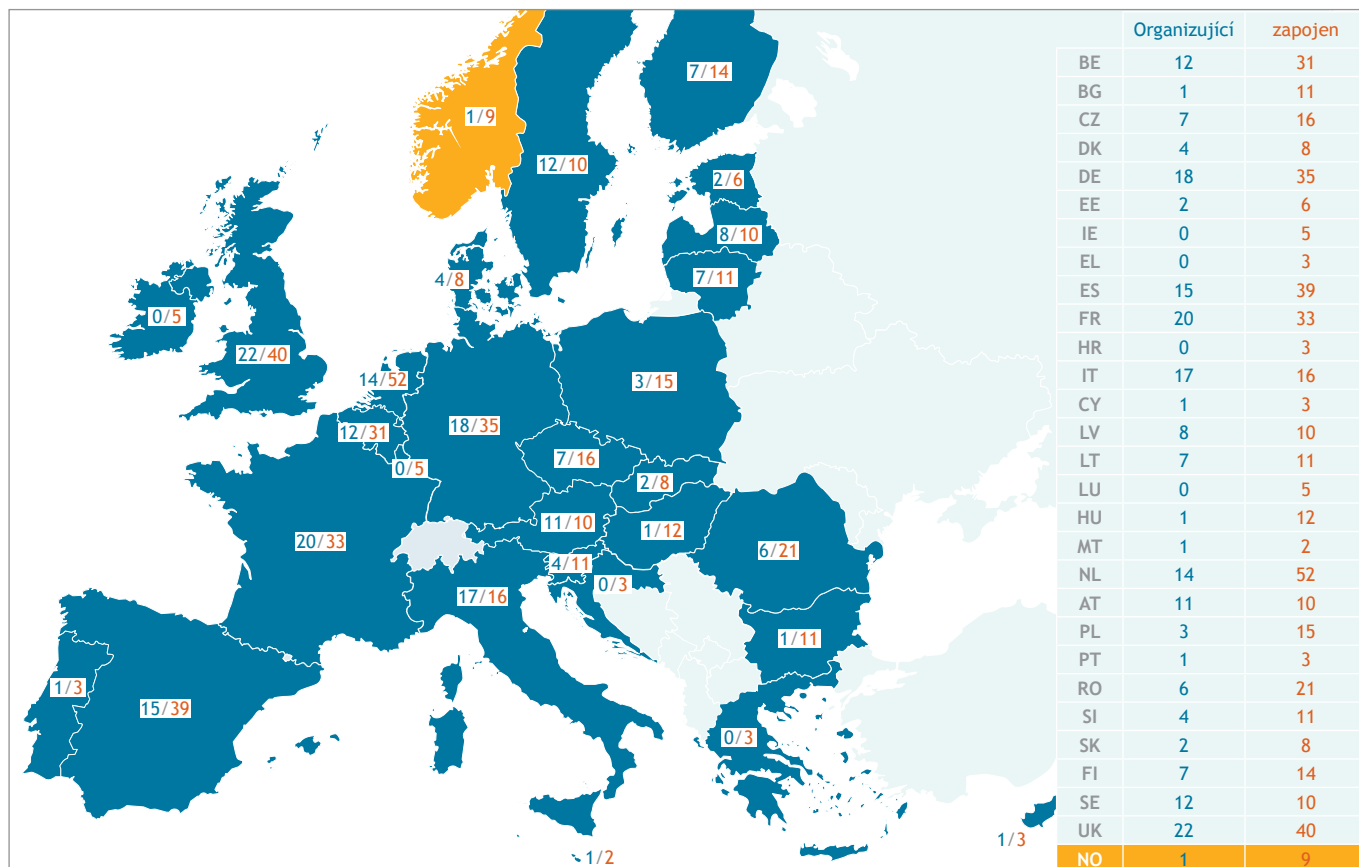 Organizující zapojen
BE 12 31
BG 1 11
CZ 7 16
DK 4 8
DE 18 35
EE 2 6
IE 0 5
EL 0 3
ES 15 39
FR 20 33
HR 0 3
IT 17 16
CY 1 3
LV 8 10
LT 7 11
LU 0 5
HU 1 12
MT 1 2
NL 14 52
AT 11 10
PL 3 15
PT 1 3
RO 6 21
SI 4 11
SK 2 8
FI 7 14
SE 12 10
UK 22 40
NO 1 9
7/14
1/9
12/10
2/6
8/10
4/8
7/11
0/5
22/40
14/52
3/15
12/31
18/35
0/5
7/16
2/8
11/10
1/12
20/33
6/21
4/11
0/3
17/16
1/11
1/3
15/39
0/3
1/3
1/2